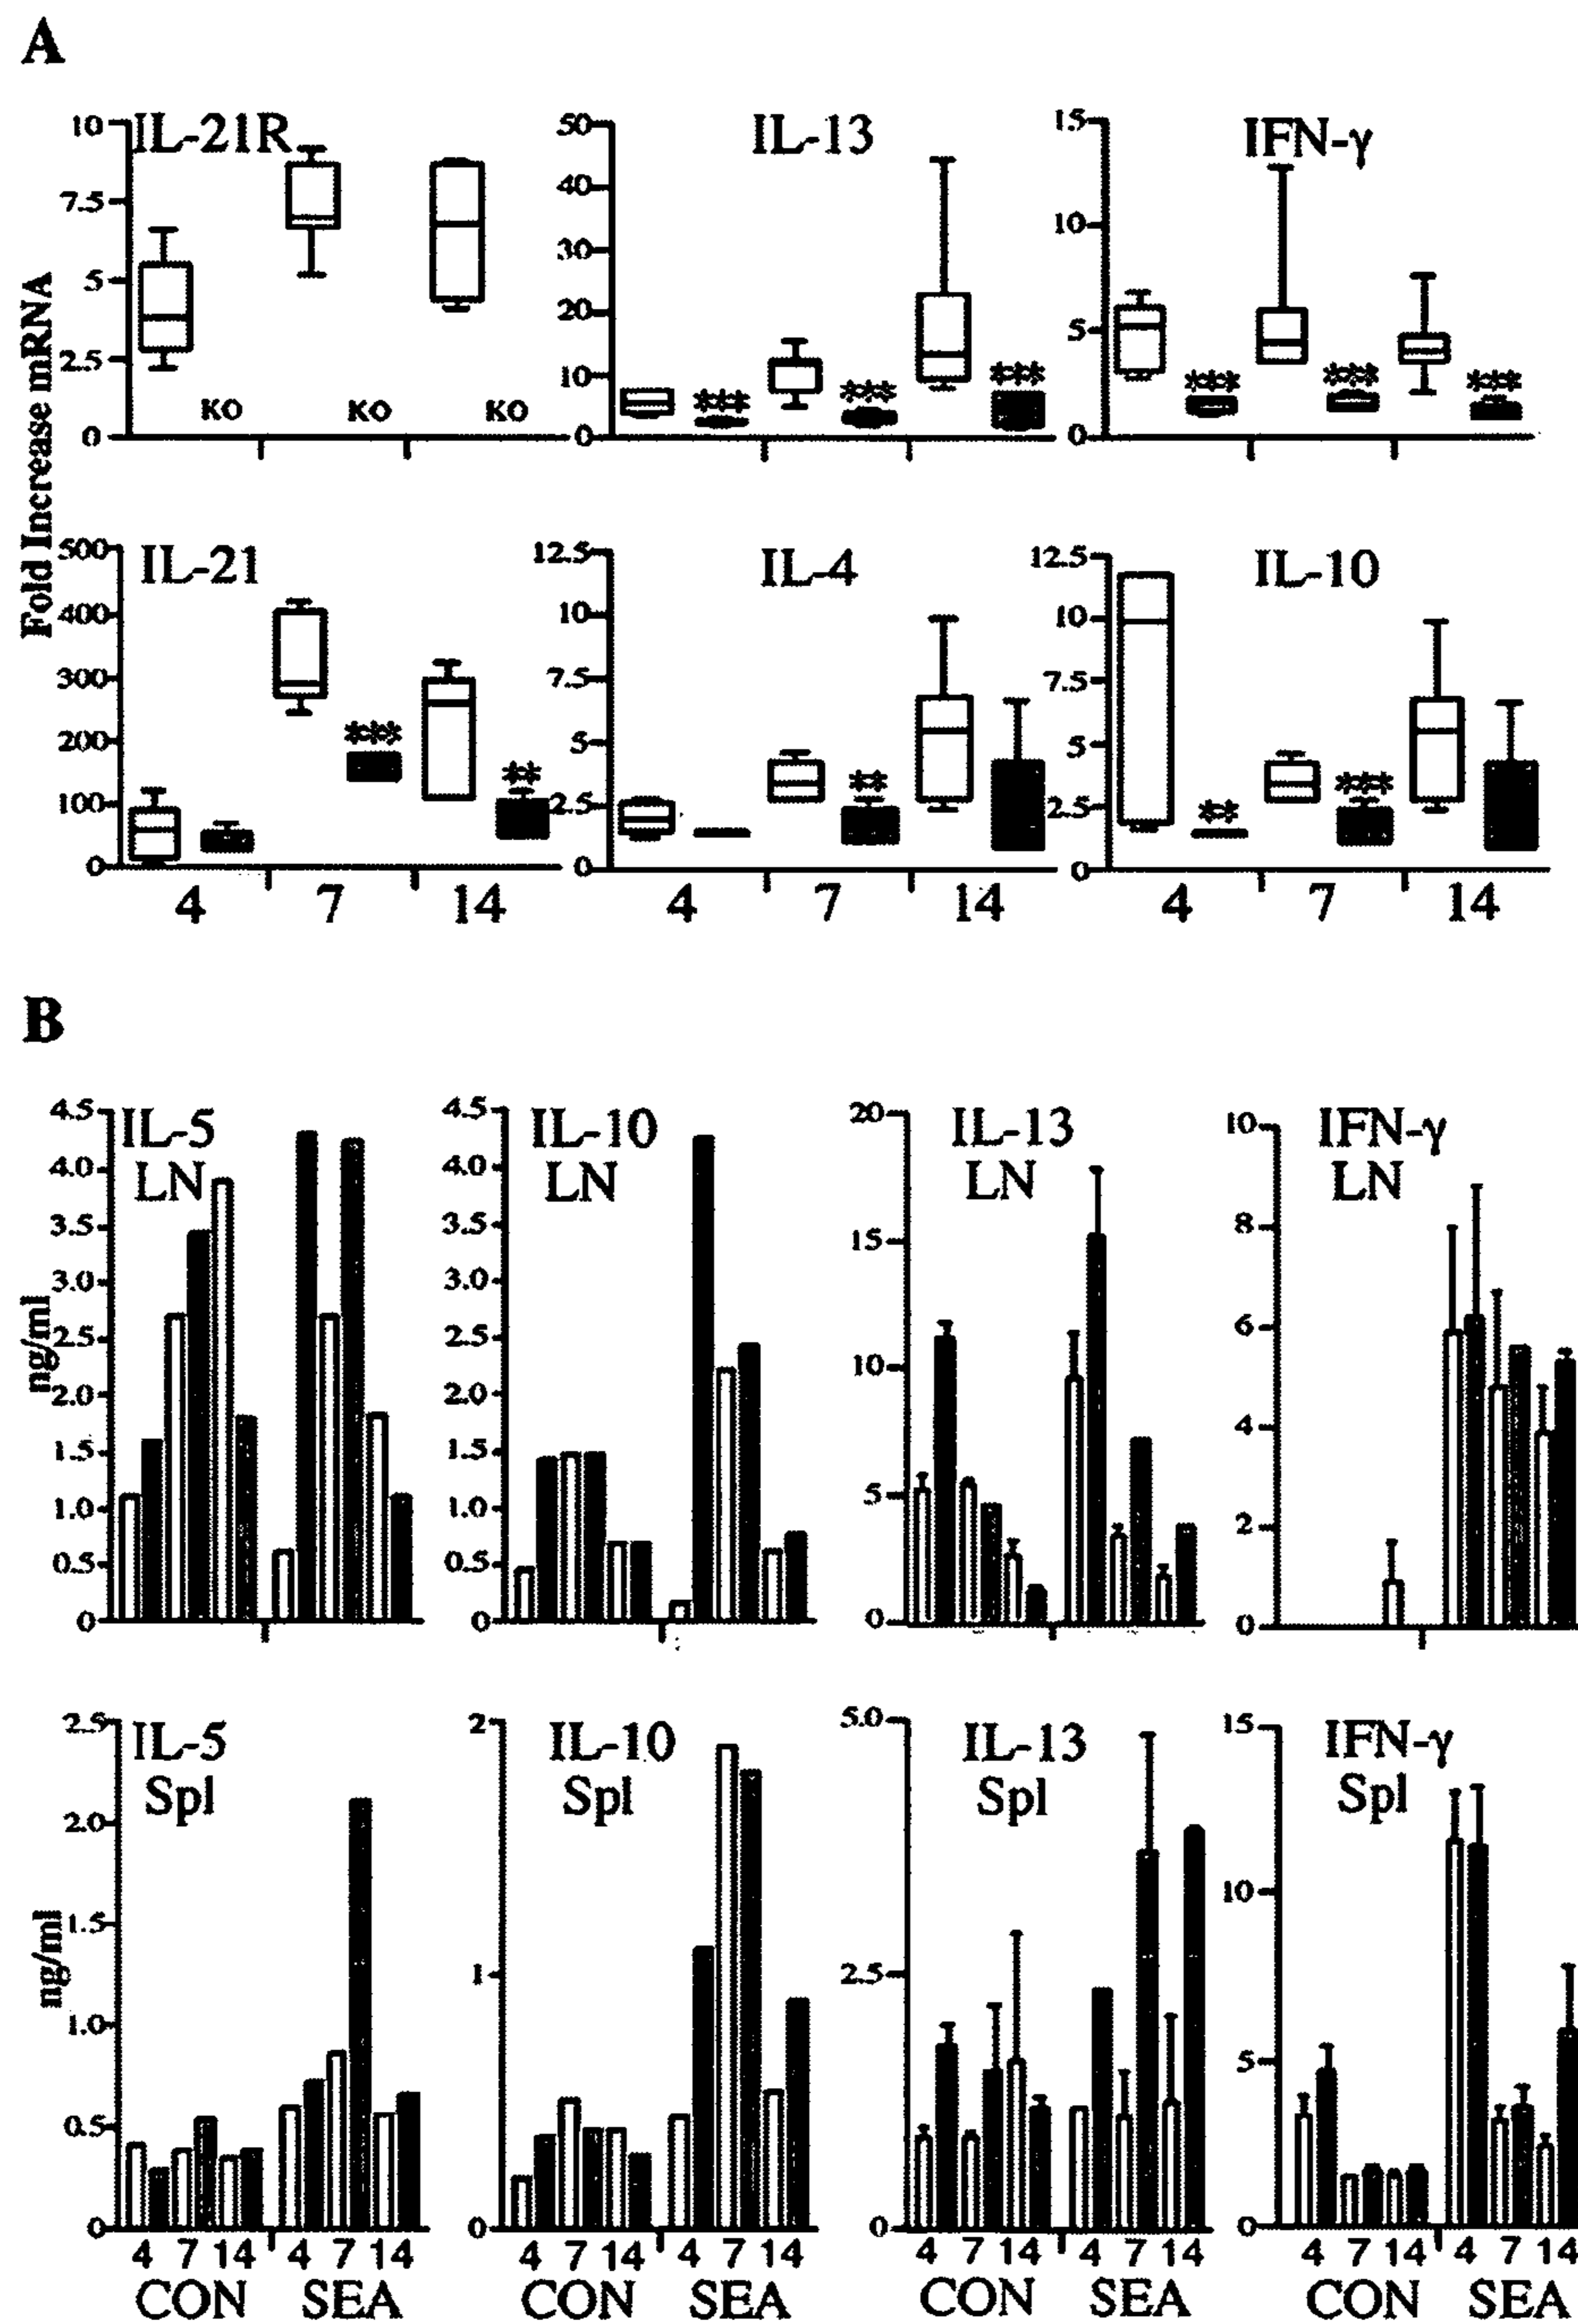 A
Fold Increase mRNA
IL-21R
10
7.5
5
2.5
0
KO KO KO
IL-13
50
40
30
20
10
0
*** *** ***
IFN-γ
15
10
5
0
*** *** ***
IL-21
500
400
300
200
100
0
*** **
4 7 14
IL-4
12.5
10
7.5
5
2.5
0
**
4 7 14
IL-10
12.5
10
7.5
5
2.5
0
** ***
4 7 14
B
ng/ml
IL-5
LN
4.5
4.0
3.5
3.0
2.5
2.0
1.5
1.0
0.5
0
IL-10
LN
4.5
4.0
3.5
3.0
2.5
2.0
1.5
1.0
0.5
0
IL-13
LN
20
15
10
5
0
IFN-γ
LN
10
8
6
4
2
0
ng/ml
IL-5
Spl
2.5
2.0
1.5
1.0
0.5
0
4 7 14 4 7 14
CON SEA
IL-10
Spl
2
1
0
4 7 14 4 7 14
CON SEA
IL-13
Spl
5.0
2.5
0
4 7 14 4 7 14
CON SEA
IFN-γ
Spl
15
10
5
0
4 7 14 4 7 14
CON SEA